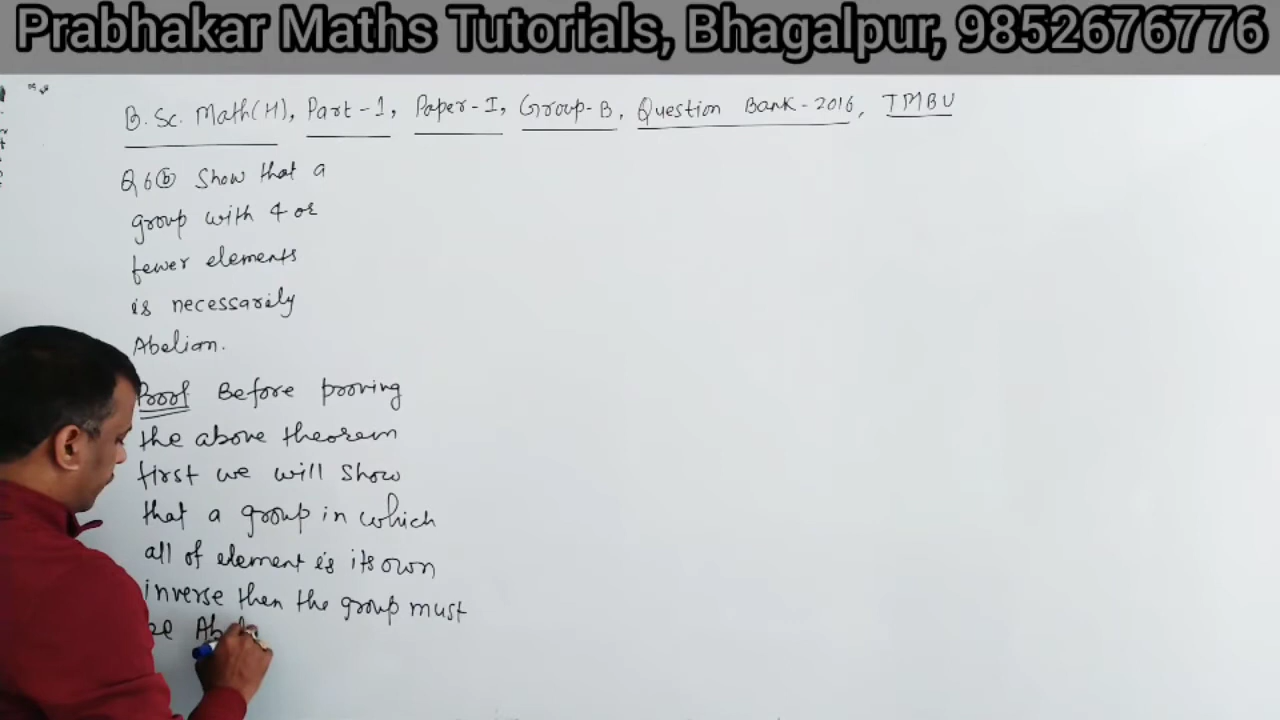 Prabhakar Maths Tutorials, Bhagalpur, 9852676776
B.Sc. Math(H), Part-1, Paper-I, Group-B, Question Bank-2016, TMBU
Q6(b) Show that a
group with 4 or
fewer elements
is necessarily
Abelian.
Proof Before proving
the above theorem
first we will show
that a group in which
all of element is its own
inverse then the group must
be